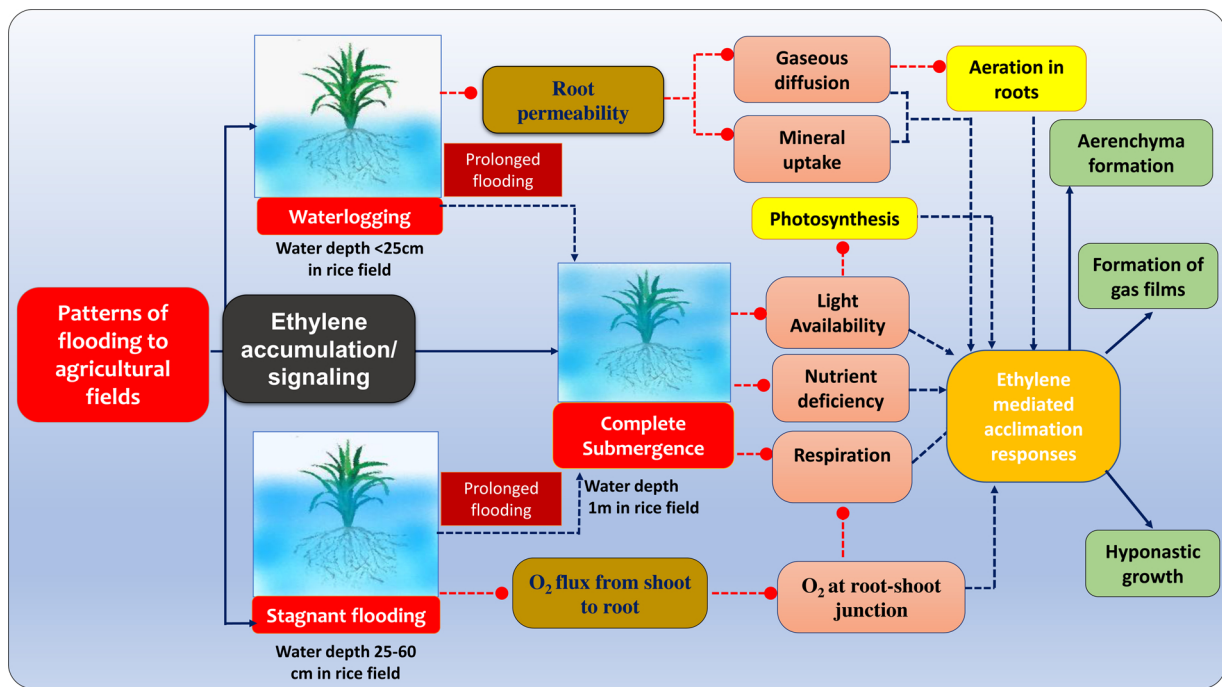 Patterns of
flooding to
agricultural
fields
Ethylene
accumulation/
signaling
Waterlogging
Water depth <25cm
in rice field
Prolonged
flooding
Root
permeability
Gaseous
diffusion
Mineral
uptake
Aeration in
roots
Photosynthesis
Complete
Submergence
Water depth
1m in rice field
Light
Availability
Nutrient
deficiency
Respiration
Stagnant flooding
Water depth 25-60
cm in rice field
Prolonged
flooding
O₂ flux from shoot
to root
O₂ at root-shoot
junction
Ethylene
mediated
acclimation
responses
Aerenchyma
formation
Formation of
gas films
Hyponastic
growth